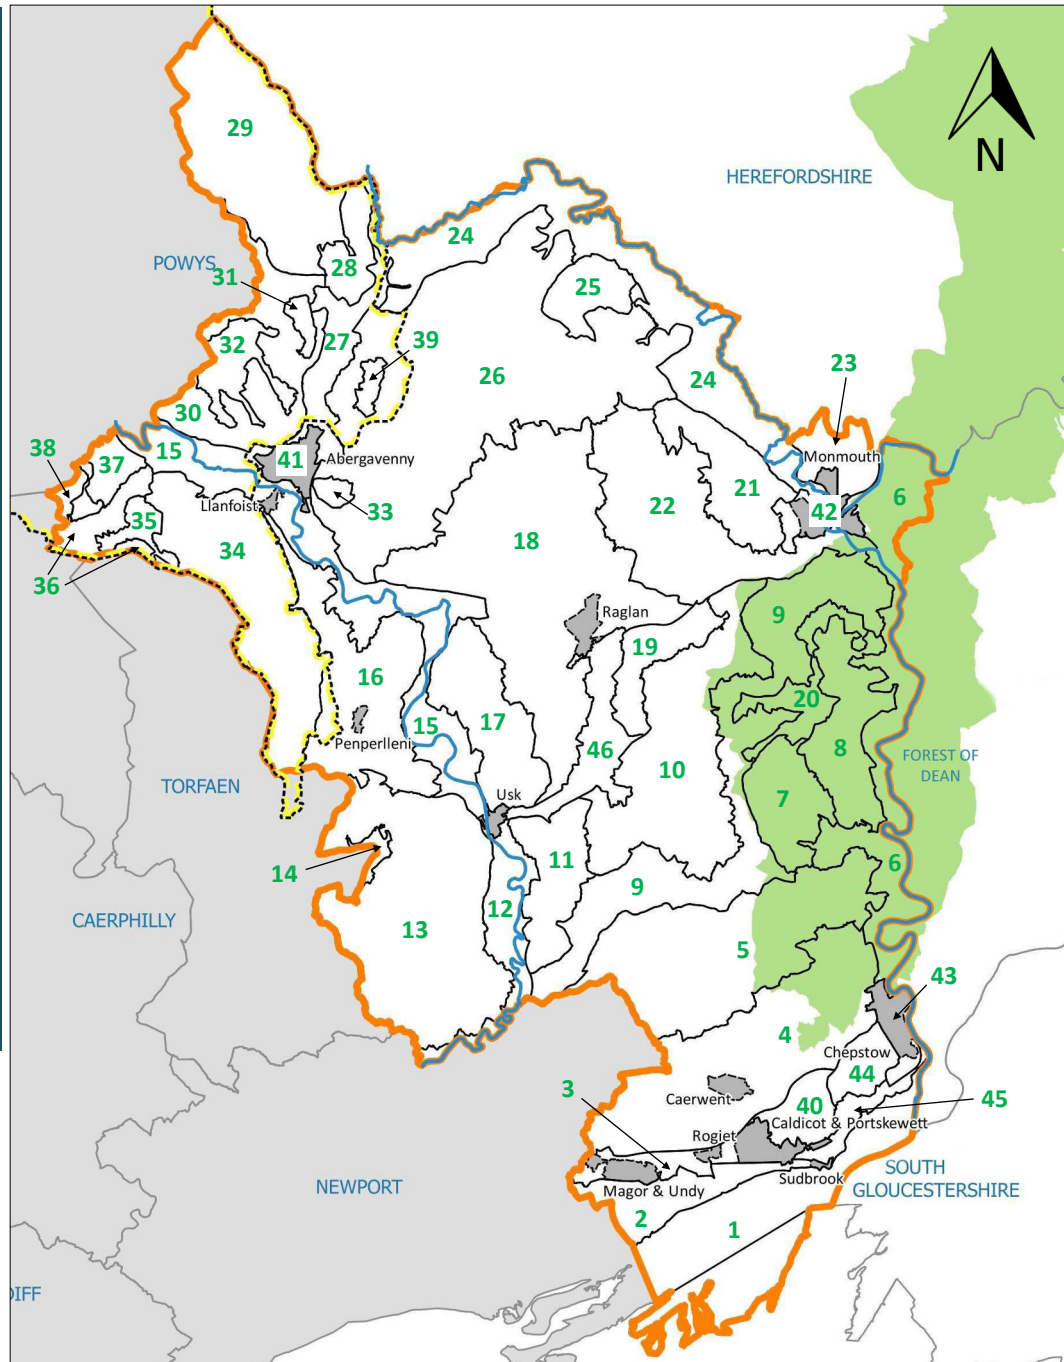 N
HEREFORDSHIRE
29
24
POWYS
28
31
25
27
39
32
26
24
23
30
38
37
15
41
Abergavenny
Monmouth
21
22
6
Llanfoist
33
42
35
34
18
36
Raglan
9
19
16
20
15
17
Penperlleni
46
10
8
FOREST OF
DEAN
TORFAEN
Usk
7
14
11
6
9
12
CAERPHILLY
13
5
43
4
Chepstow
44
3
Caerwent
40
45
Caldicot & Portskewett
Rogiet
SOUTH
GLOUCESTERSHIRE
Sudbrook
NEWPORT
Magor & Undy
2
1
DIFF